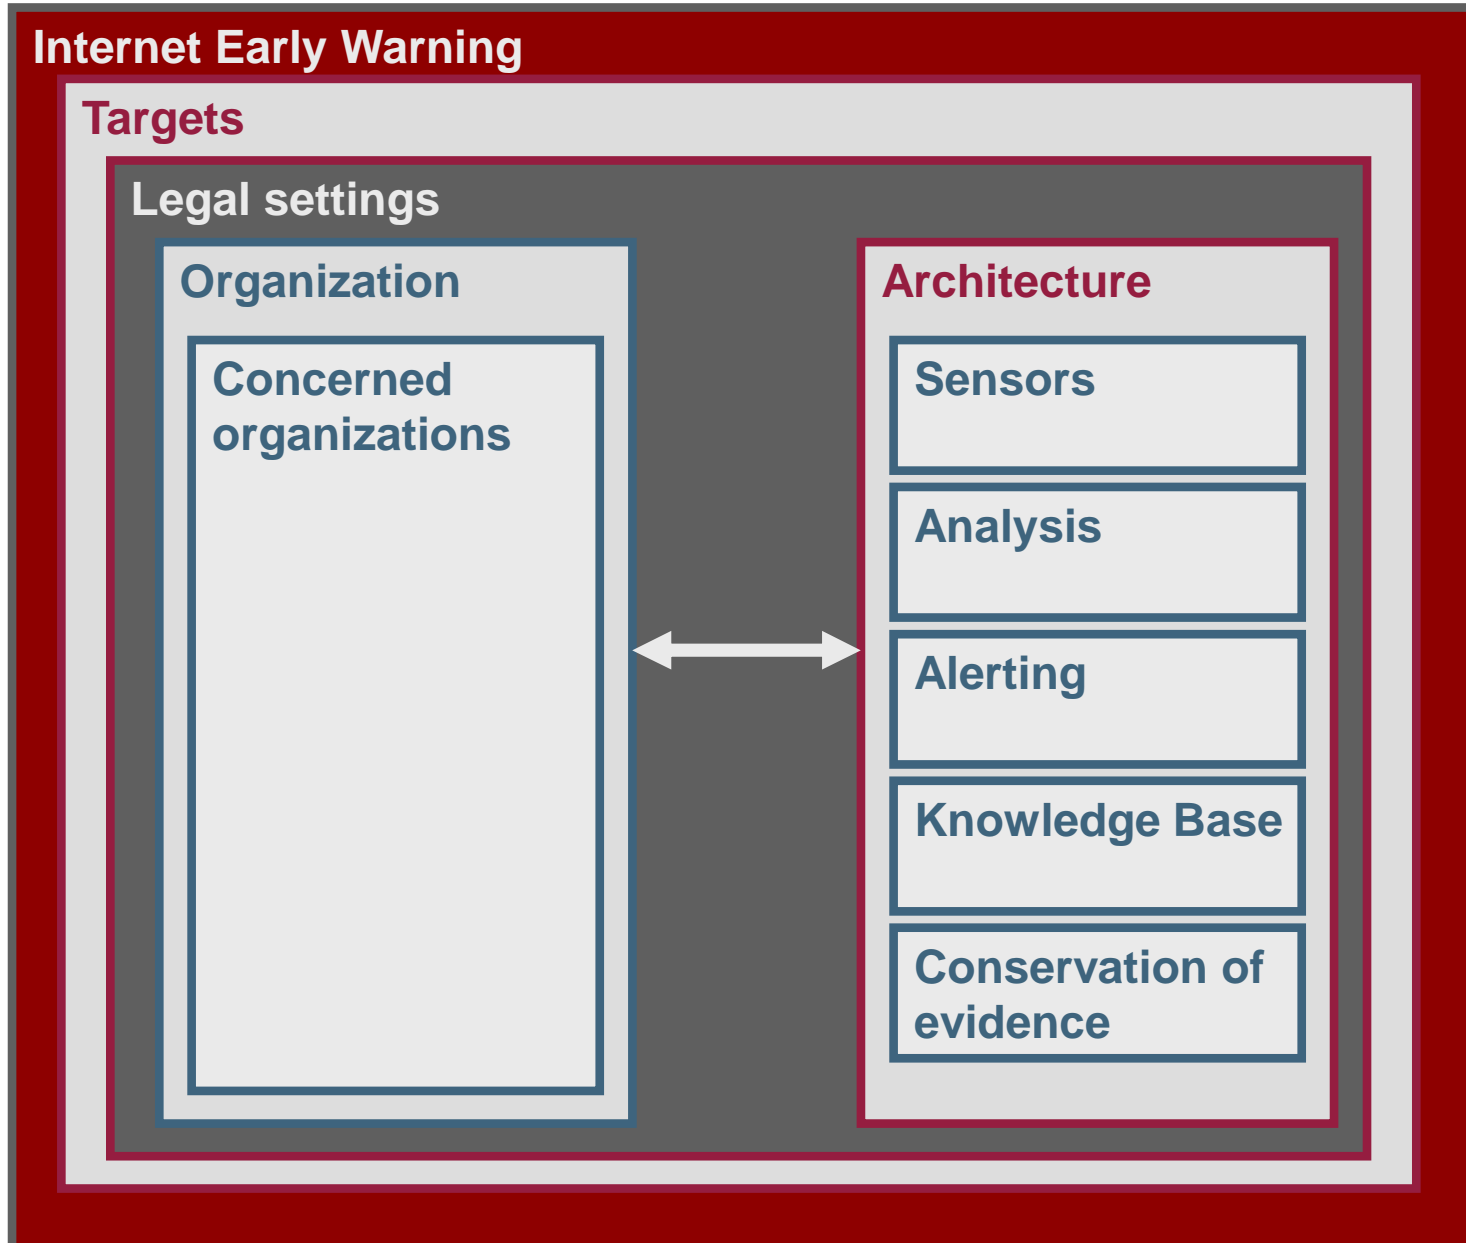 Internet Early Warning
Targets
Legal settings
Organization
Concerned
organizations
Architecture
Sensors
Analysis
Alerting
Knowledge Base
Conservation of
evidence